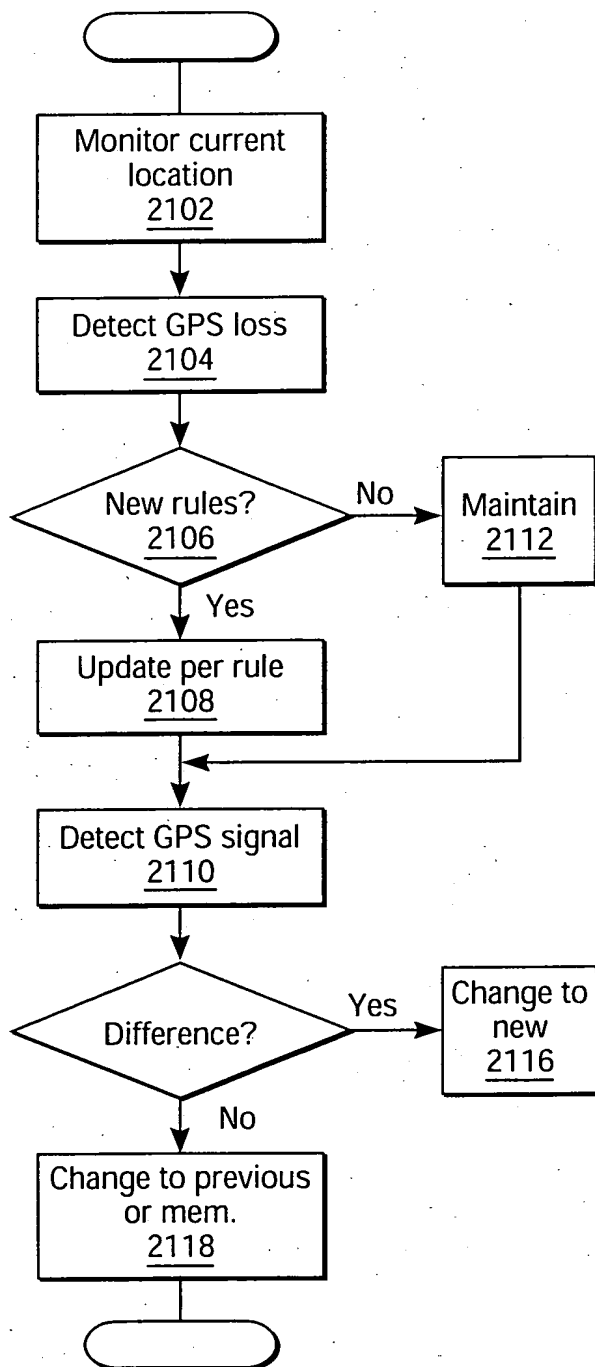 Monitor current
location
2102
Detect GPS loss
2104
New rules?
2106
No
Maintain
2112
Yes
Update per rule
2108
Detect GPS signal
2110
Difference?
Yes
Change to
new
2116
No
Change to previous
or mem.
2118